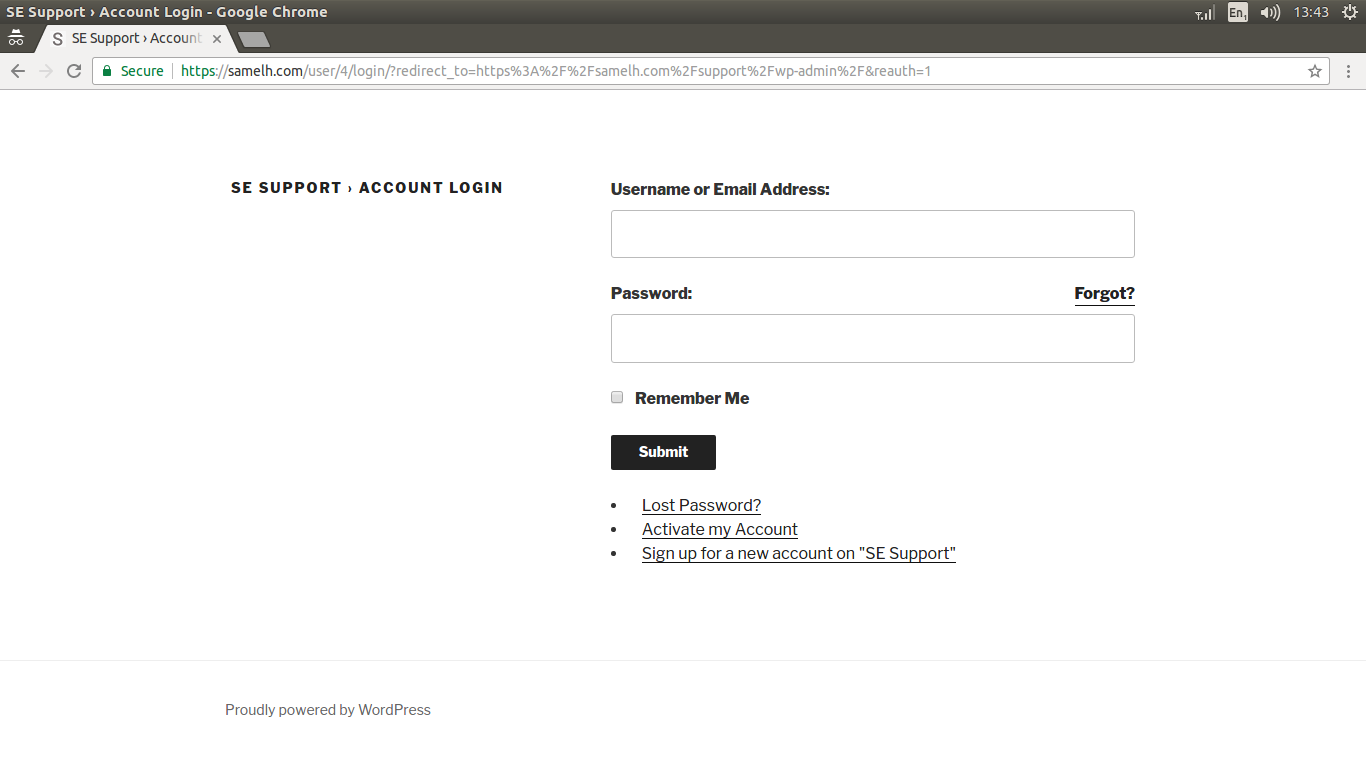 SE Support › Account Login - Google Chrome
En1
13:43
S SE Support › Account
Secure
https://samelh.com/user/4/login/?redirect_to=https%3A%2F%2Fsamelh.com%2Fsupport%2Fwp-admin%2F&reauth=1
SE SUPPORT › ACCOUNT LOGIN
Username or Email Address:
Password:
Forgot?
Remember Me
Submit
• Lost Password?
• Activate my Account
• Sign up for a new account on "SE Support"
Proudly powered by WordPress